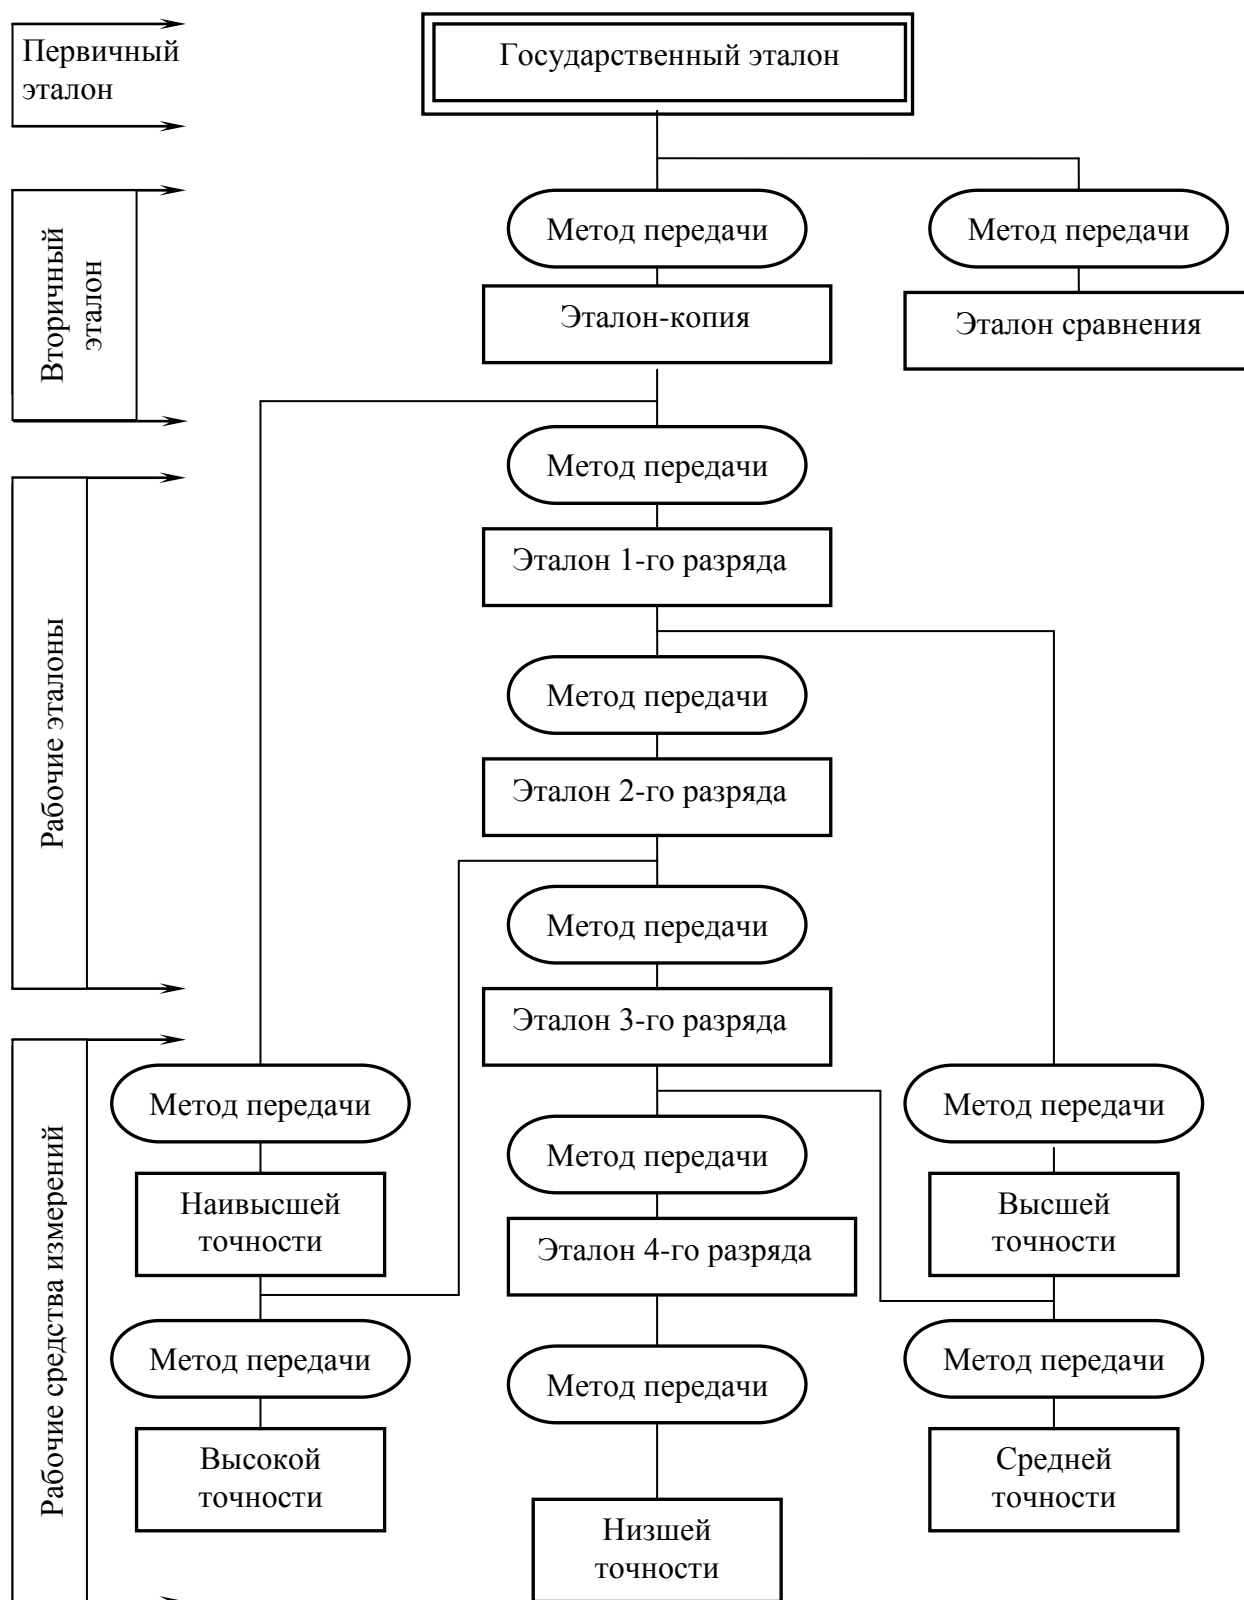 Первичный
эталон
Государственный эталон
Вторичный
эталон
Метод передачи
Метод передачи
Эталон-копия
Эталон сравнения
Рабочие эталоны
Метод передачи
Эталон 1-го разряда
Метод передачи
Эталон 2-го разряда
Метод передачи
Эталон 3-го разряда
Рабочие средства измерений
Метод передачи
Метод передачи
Метод передачи
Наивысшей
точности
Эталон 4-го разряда
Высшей
точности
Метод передачи
Метод передачи
Метод передачи
Высокой
точности
Низшей
точности
Средней
точности